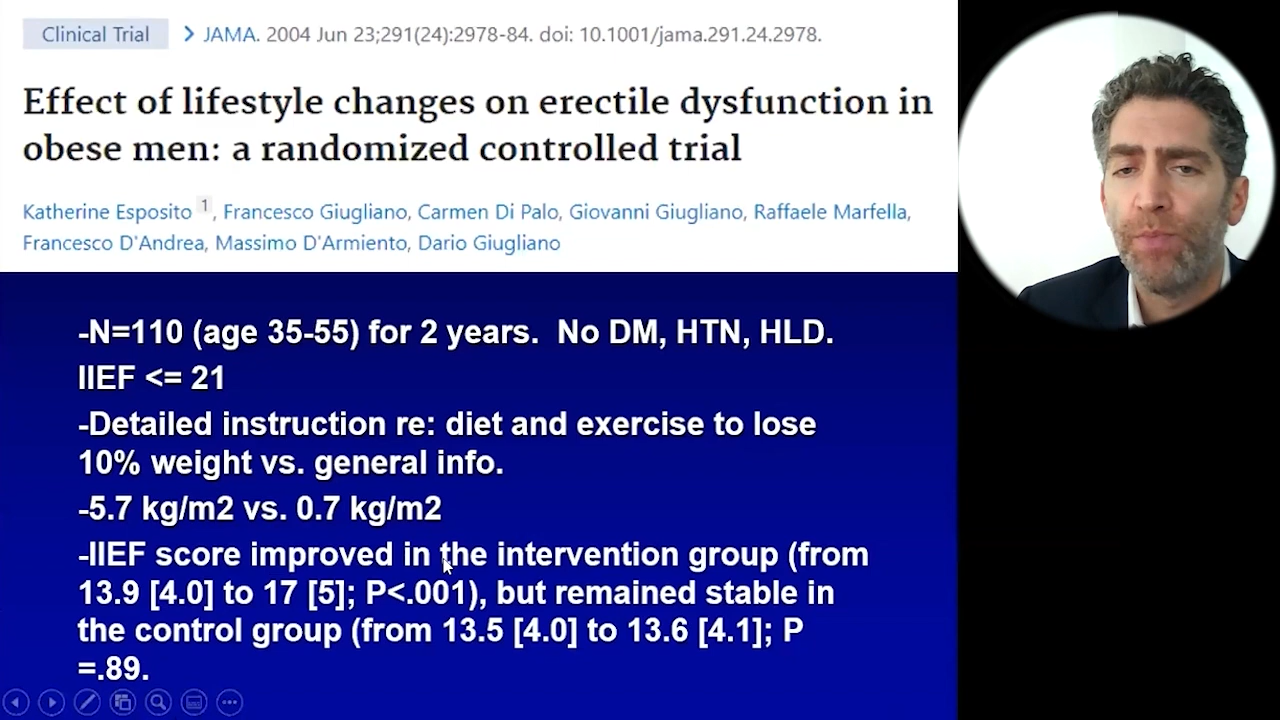 Clinical Trial > JAMA. 2004 Jun 23;291(24):2978-84. doi: 10.1001/jama.291.24.2978.
Effect of lifestyle changes on erectile dysfunction in
obese men: a randomized controlled trial
Katherine Esposito 1, Francesco Giugliano, Carmen Di Palo, Giovanni Giugliano, Raffaele Marfella,
Francesco D'Andrea, Massimo D'Armiento, Dario Giugliano
-N=110 (age 35-55) for 2 years. No DM, HTN, HLD.
IIEF <= 21
-Detailed instruction re: diet and exercise to lose
10% weight vs. general info.
-5.7 kg/m2 vs. 0.7 kg/m2
-IIEF score improved in the intervention group (from
13.9 [4.0] to 17 [5]; P<.001), but remained stable in
the control group (from 13.5 [4.0] to 13.6 [4.1]; P
=.89.